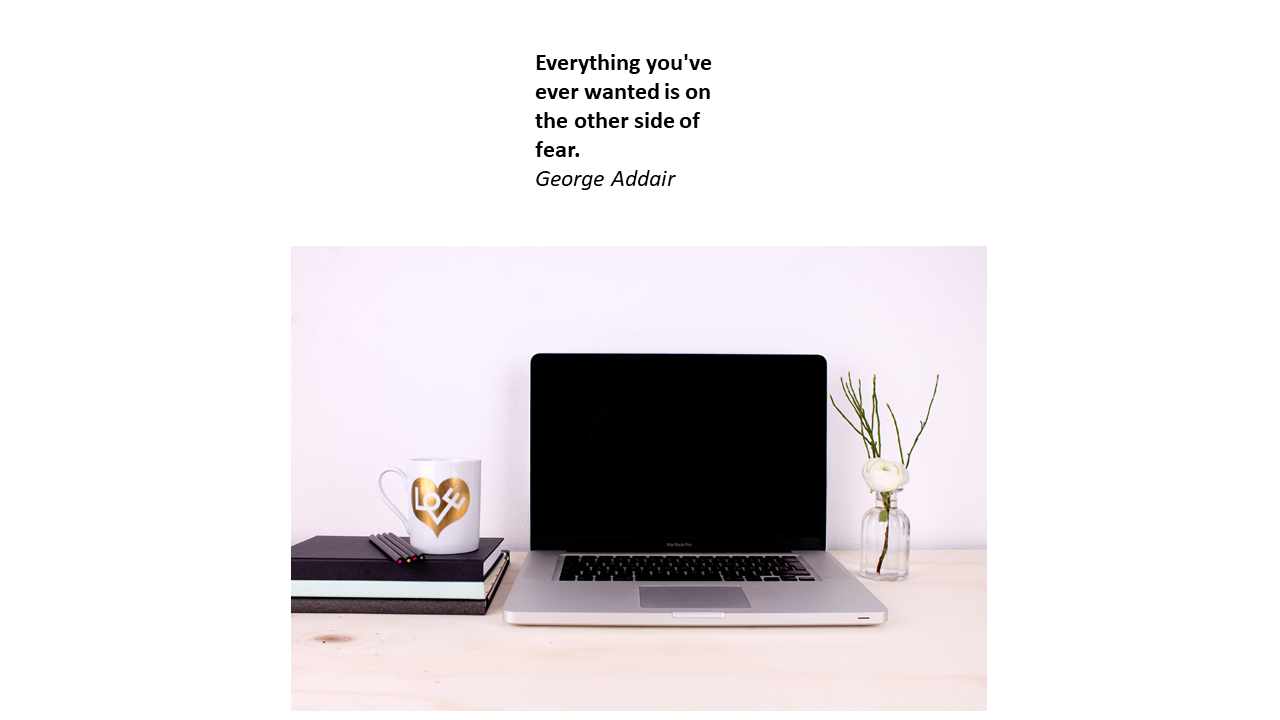 Everything you've
ever wanted is on
the other side of
fear.
George Addair
LOVE
MacBook Pro